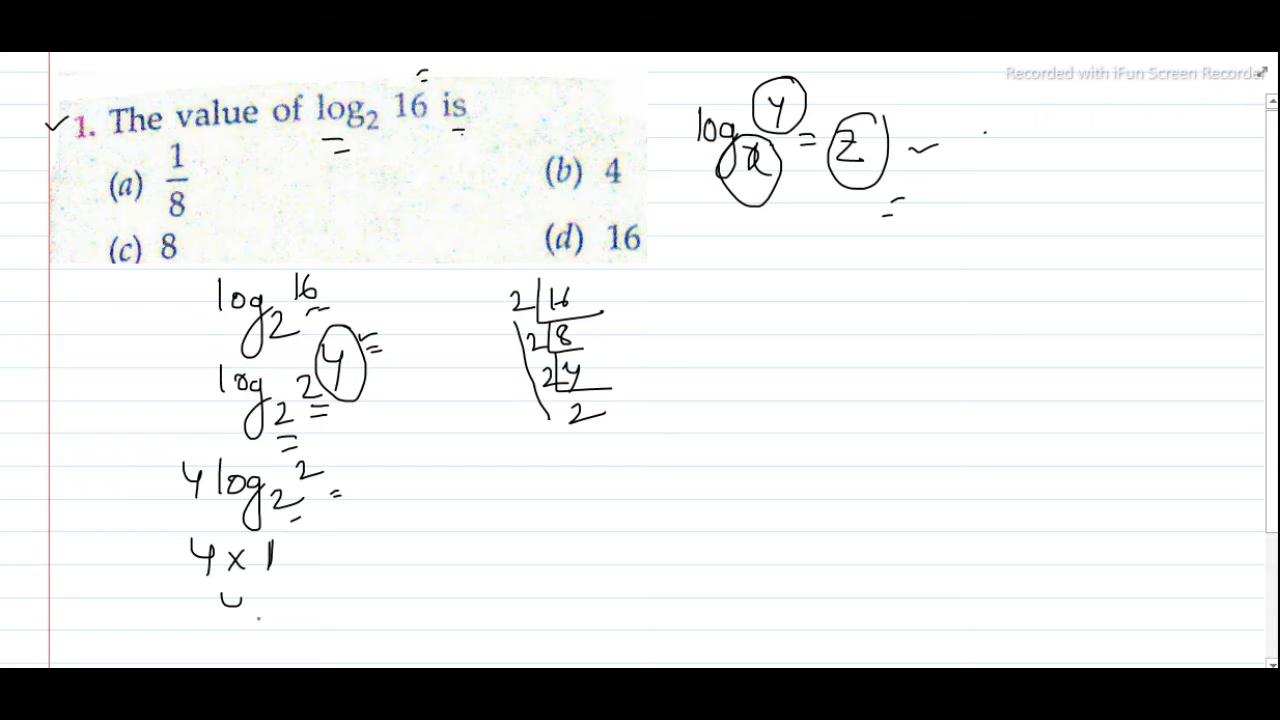 Recorded with iFun Screen Recorder
1. The value of log₂ 16 is
(a) 1/8
(b) 4
(c) 8
(d) 16
logₓ y = z
log₂ 16
log₂ 2⁴
4 log₂ 2
4 × 1
2 | 16
2 | 8
2 | 4
2